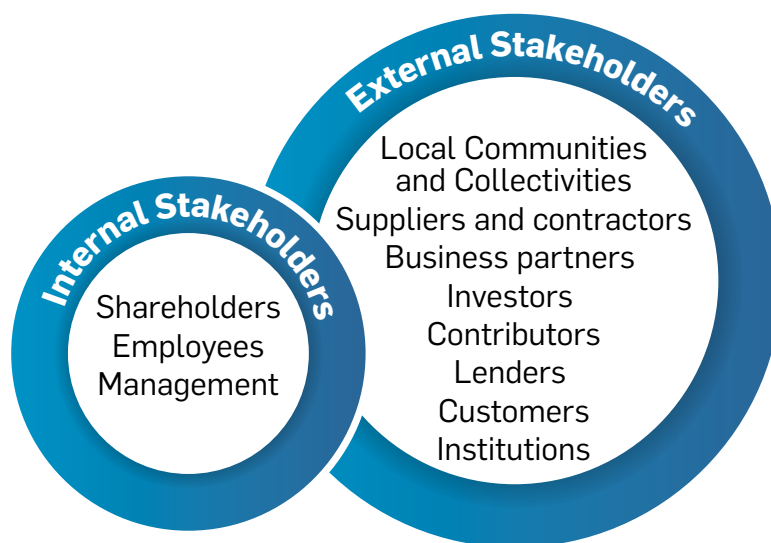 Internal Stakeholders
Shareholders
Employees
Management
External Stakeholders
Local Communities
and Collectivities
Suppliers and contractors
Business partners
Investors
Contributors
Lenders
Customers
Institutions